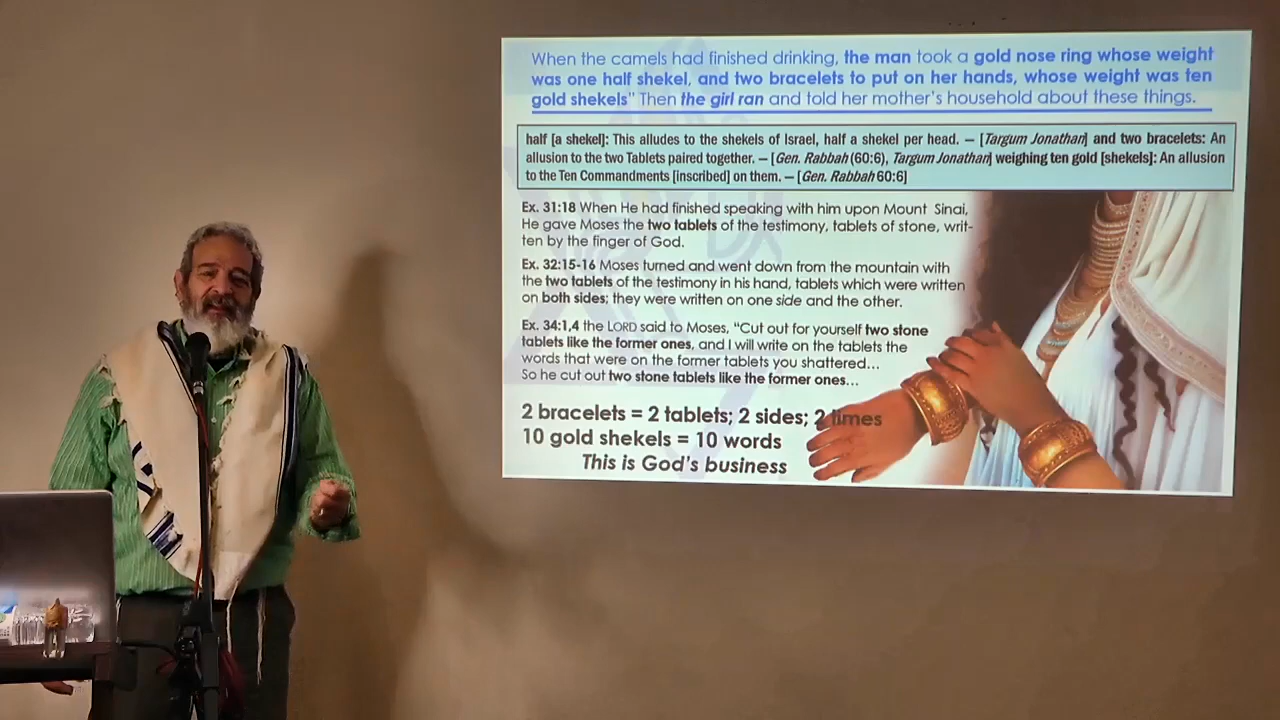 When the camels had finished drinking, the man took a gold nose ring whose weight
was one half shekel, and two bracelets to put on her hands, whose weight was ten
gold shekels" Then the girl ran and told her mother's household about these things.
half [a shekel]: This alludes to the shekels of Israel, half a shekel per head. — [Targum Jonathan] and two bracelets: An
allusion to the two Tablets paired together. — [Gen. Rabbah (60:6), Targum Jonathan] weighing ten gold [shekels]: An allusion
to the Ten Commandments [inscribed] on them. — [Gen. Rabbah 60:6]
Ex. 31:18 When He had finished speaking with him upon Mount Sinai,
He gave Moses the two tablets of the testimony, tablets of stone, writ-
ten by the finger of God.
Ex. 32:15-16 Moses turned and went down from the mountain with
the two tablets of the testimony in his hand, tablets which were written
on both sides; they were written on one side and the other.
Ex. 34:1,4 the LORD said to Moses, "Cut out for yourself two stone
tablets like the former ones, and I will write on the tablets the
words that were on the former tablets you shattered...
So he cut out two stone tablets like the former ones...
2 bracelets = 2 tablets; 2 sides; 2 times
10 gold shekels = 10 words
This is God's business